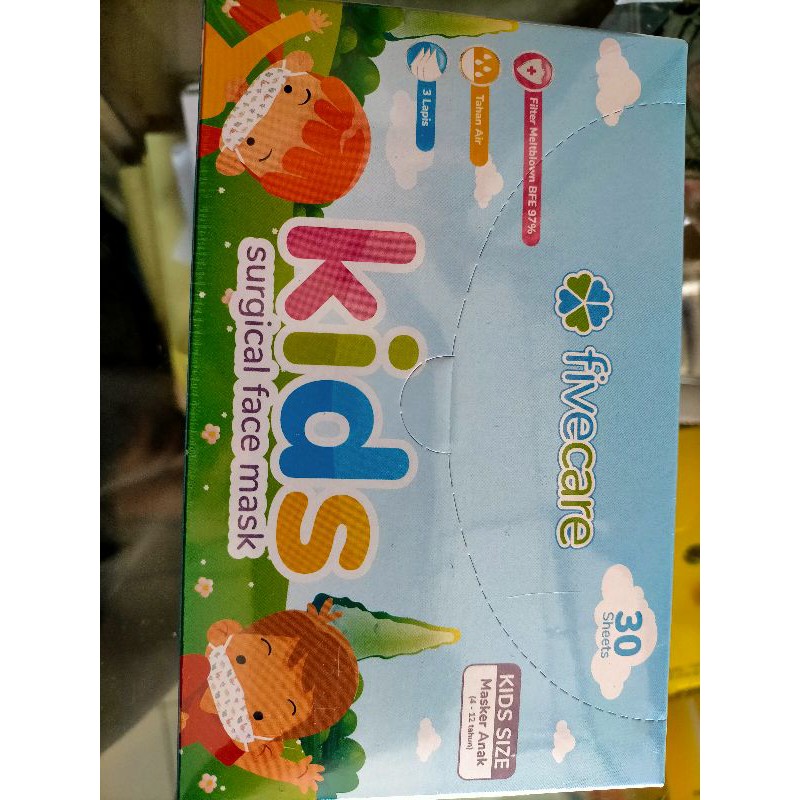 fivecare
30
Sheets
Filter Meltblown BFE 97%
Tahan Air
3 Lapis
kids
surgical face mask
KIDS SIZE
Masker Anak
(4 - 12 tahun)